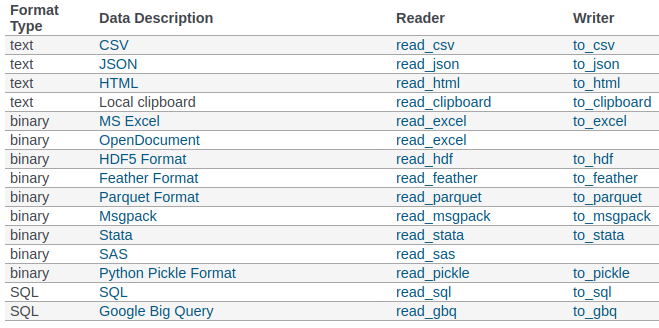 Format Type Data Description Reader Writer
text CSV read_csv to_csv
text JSON read_json to_json
text HTML read_html to_html
text Local clipboard read_clipboard to_clipboard
binary MS Excel read_excel to_excel
binary OpenDocument read_excel
binary HDF5 Format read_hdf to_hdf
binary Feather Format read_feather to_feather
binary Parquet Format read_parquet to_parquet
binary Msgpack read_msgpack to_msgpack
binary Stata read_stata to_stata
binary SAS read_sas
binary Python Pickle Format read_pickle to_pickle
SQL SQL read_sql to_sql
SQL Google Big Query read_gbq to_gbq